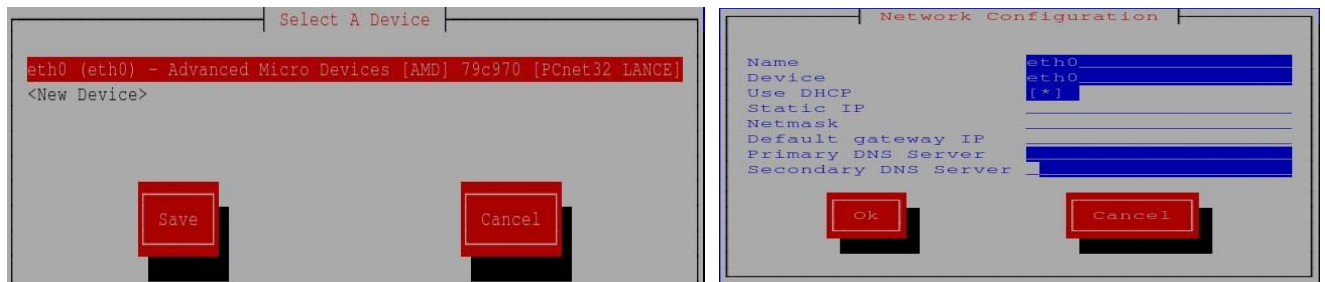 Select A Device
eth0 (eth0) - Advanced Micro Devices [AMD] 79c970 [PCnet32 LANCE]
<New Device>
Save
Cancel
Network Configuration
Name eth0
Device eth0
Use DHCP [*]
Static IP
Netmask
Default gateway IP
Primary DNS Server
Secondary DNS Server
Ok
Cancel